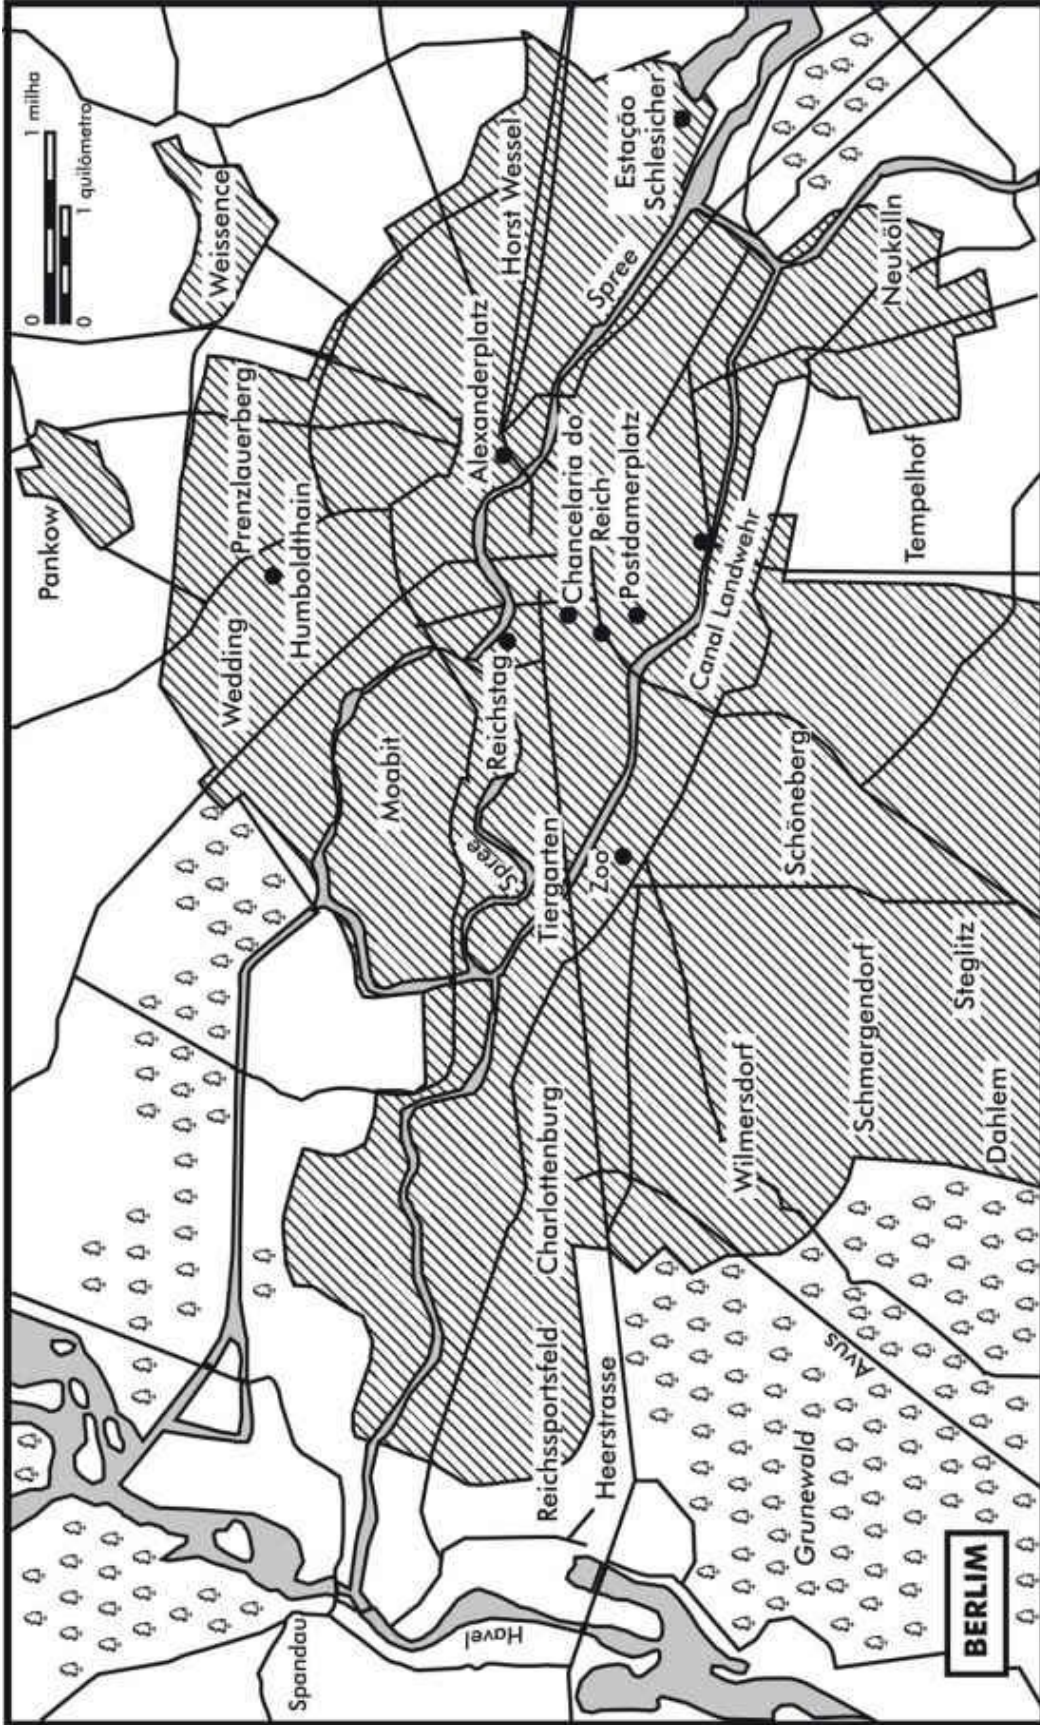 0 1 milha
0 1 quilômetro
Pankow
Weissence
Prenzlauerberg
Wedding
Humboldthain
Horst Wessel
Estação
Schlesicher
Alexanderplatz
Spree
Moabit
Reichstag
Chancelaria do
Reich
Postdamerplatz
Spree
Tiergarten
Zoo
Canal Landwehr
Neukölln
Tempelhof
Schöneberg
Charlottenburg
Reichssportsfeld
Heerstrasse
Wilmersdorf
Schmargendorf
Steglitz
Dahlem
Avus
Grunewald
Spandau
Havel
BERLIM